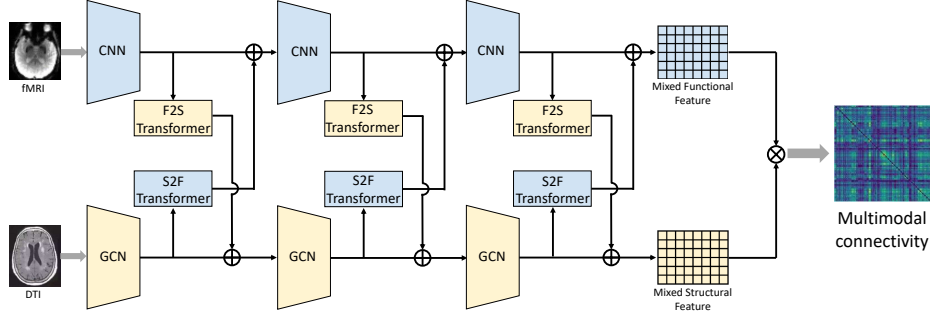 fMRI
CNN
CNN
CNN
F2S
Transformer
F2S
Transformer
F2S
Transformer
S2F
Transformer
S2F
Transformer
S2F
Transformer
GCN
GCN
GCN
DTI
Mixed Functional
Feature
Mixed Structural
Feature
Multimodal
connectivity